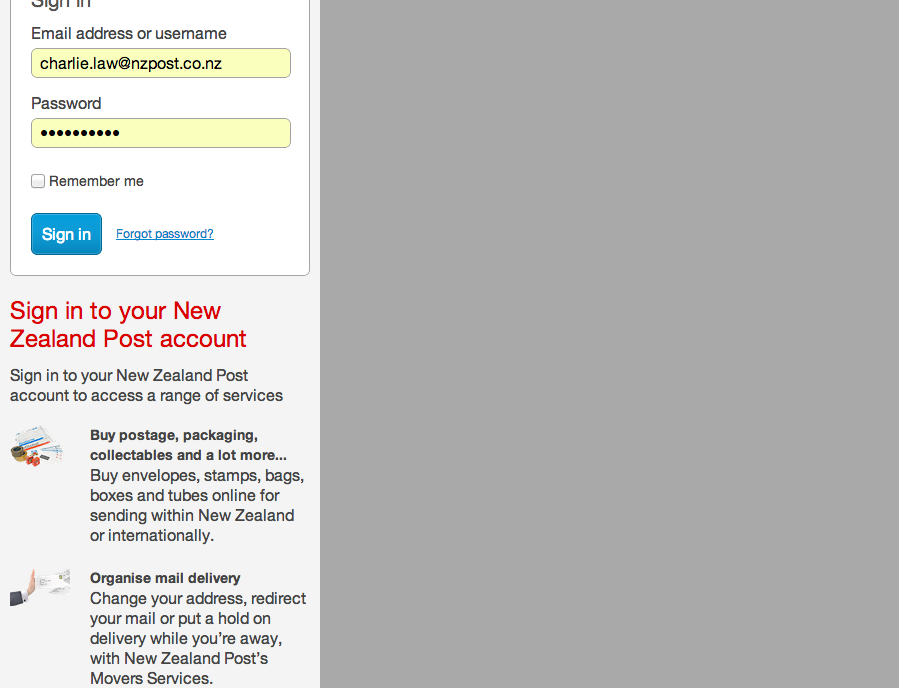 Sign in
Email address or username
charlie.law@nzpost.co.nz
Password
••••••••••
Remember me
Sign in
Forgot password?
Sign in to your New
Zealand Post account
Sign in to your New Zealand Post
account to access a range of services
Buy postage, packaging,
collectables and a lot more...
Buy envelopes, stamps, bags,
boxes and tubes online for
sending within New Zealand
or internationally.
Organise mail delivery
Change your address, redirect
your mail or put a hold on
delivery while you’re away,
with New Zealand Post’s
Movers Services.